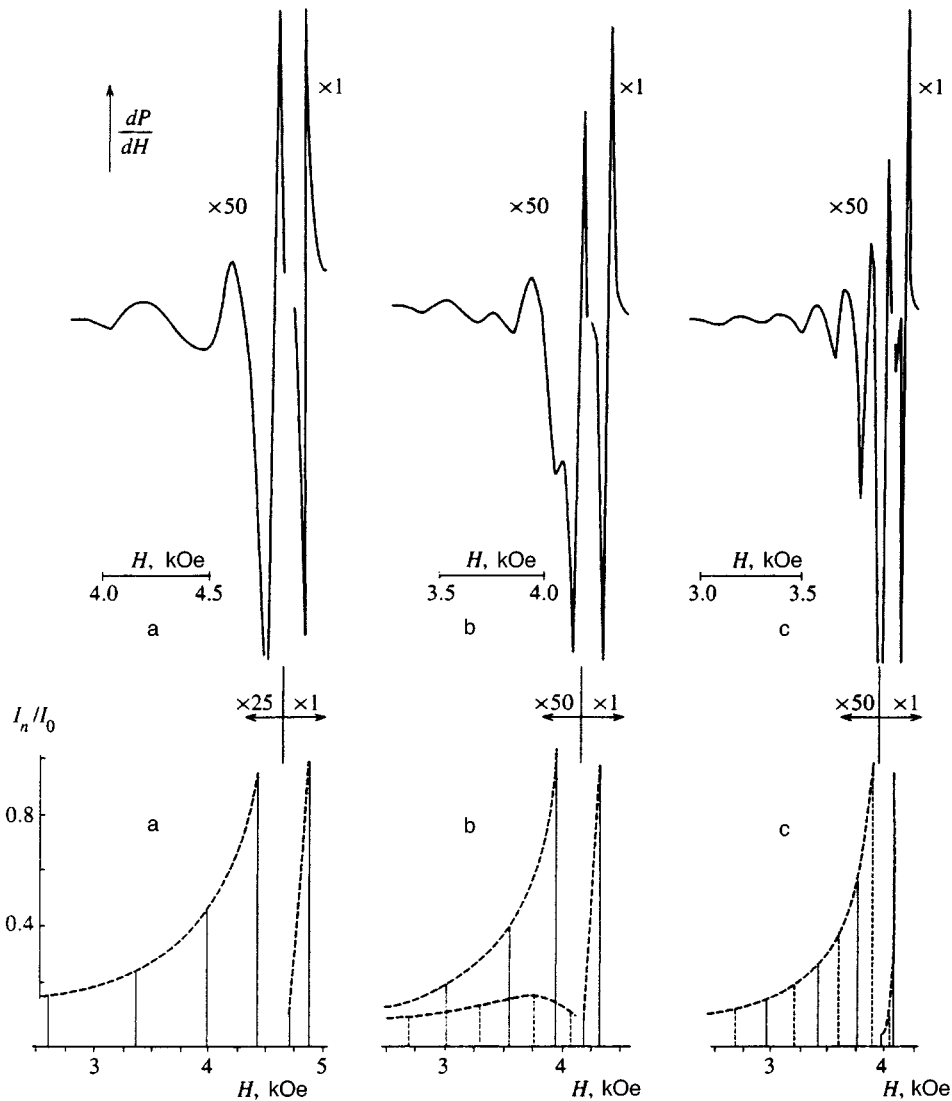 ×1
×1
×1
dP
dH
×50
×50
×50
H, kOe
H, kOe
H, kOe
4.0 4.5
3.5 4.0
3.0 3.5
a
b
c
×25 ×1
×50 ×1
×50 ×1
I_n/I_0
0.8
0.4
a
b
c
3 4 5
3 4
3 4
H, kOe
H, kOe
H, kOe